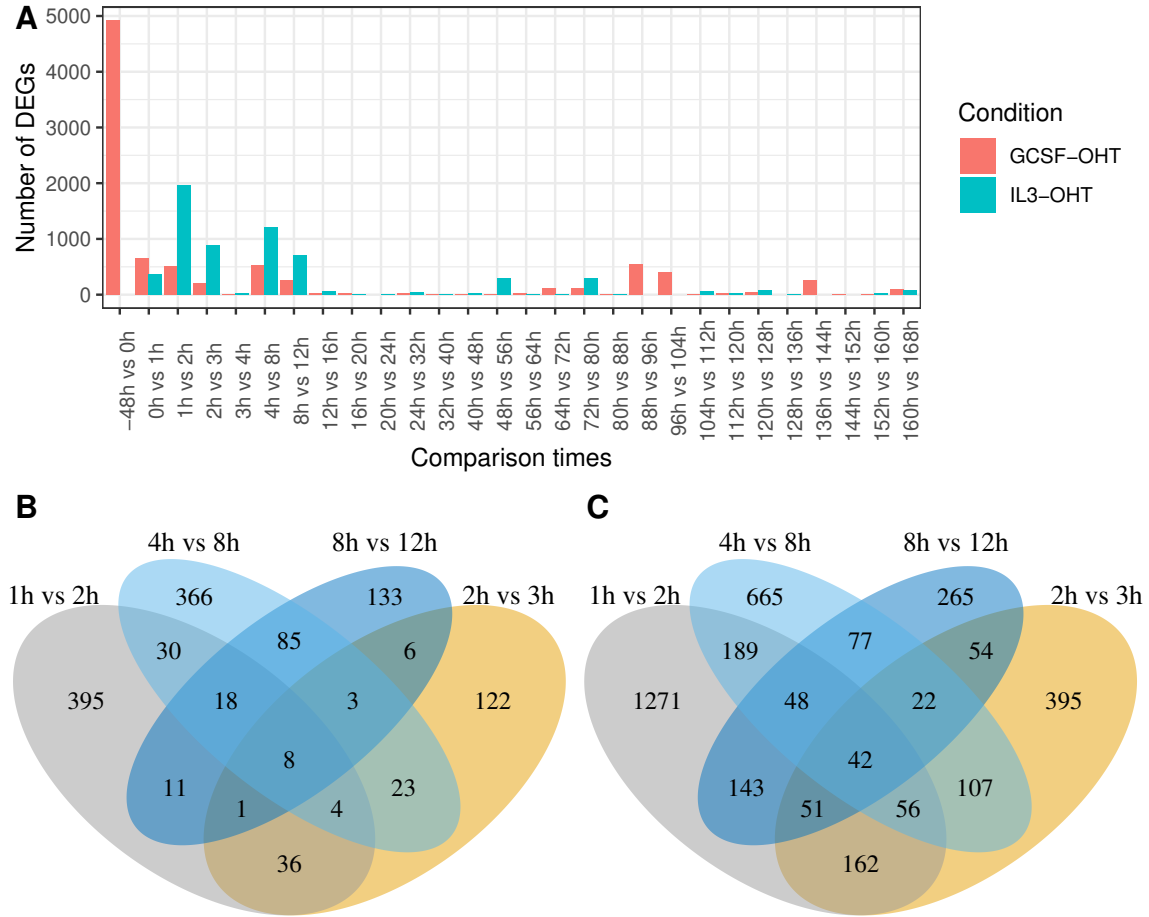 A
Number of DEGs
5000
4000
3000
2000
1000
0
−48h vs 0h
0h vs 1h
1h vs 2h
2h vs 3h
3h vs 4h
4h vs 8h
8h vs 12h
12h vs 16h
16h vs 20h
20h vs 24h
24h vs 32h
32h vs 40h
40h vs 48h
48h vs 56h
56h vs 64h
64h vs 72h
72h vs 80h
80h vs 88h
88h vs 96h
96h vs 104h
104h vs 112h
112h vs 120h
120h vs 128h
128h vs 136h
136h vs 144h
144h vs 152h
152h vs 160h
160h vs 168h
Comparison times
Condition
GCSF−OHT
IL3−OHT
B
4h vs 8h
8h vs 12h
1h vs 2h
2h vs 3h
366
133
30
85
6
395
18
3
122
8
11
1
4
23
36
C
4h vs 8h
8h vs 12h
1h vs 2h
2h vs 3h
665
265
189
77
54
1271
48
22
395
42
143
51
56
107
162